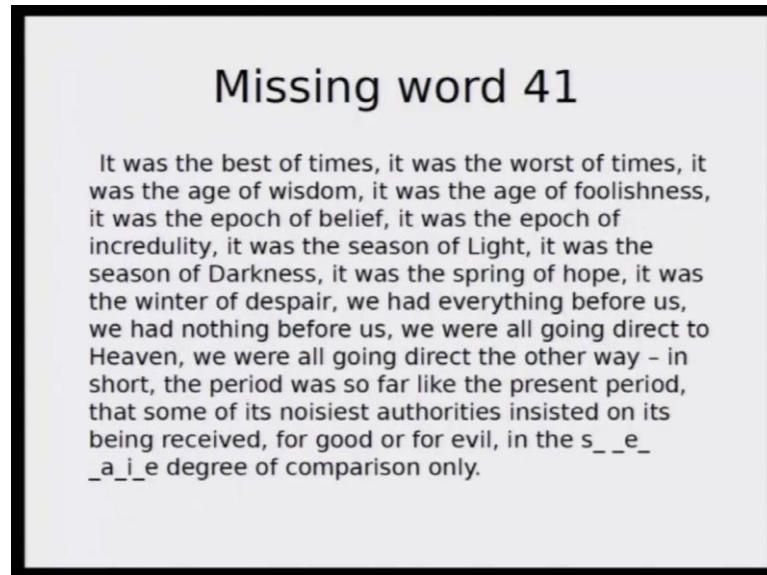 Missing word 41
It was the best of times, it was the worst of times, it
was the age of wisdom, it was the age of foolishness,
it was the epoch of belief, it was the epoch of
incredulity, it was the season of Light, it was the
season of Darkness, it was the spring of hope, it was
the winter of despair, we had everything before us,
we had nothing before us, we were all going direct to
Heaven, we were all going direct the other way – in
short, the period was so far like the present period,
that some of its noisiest authorities insisted on its
being received, for good or for evil, in the s_ _e_
_a_i_e degree of comparison only.